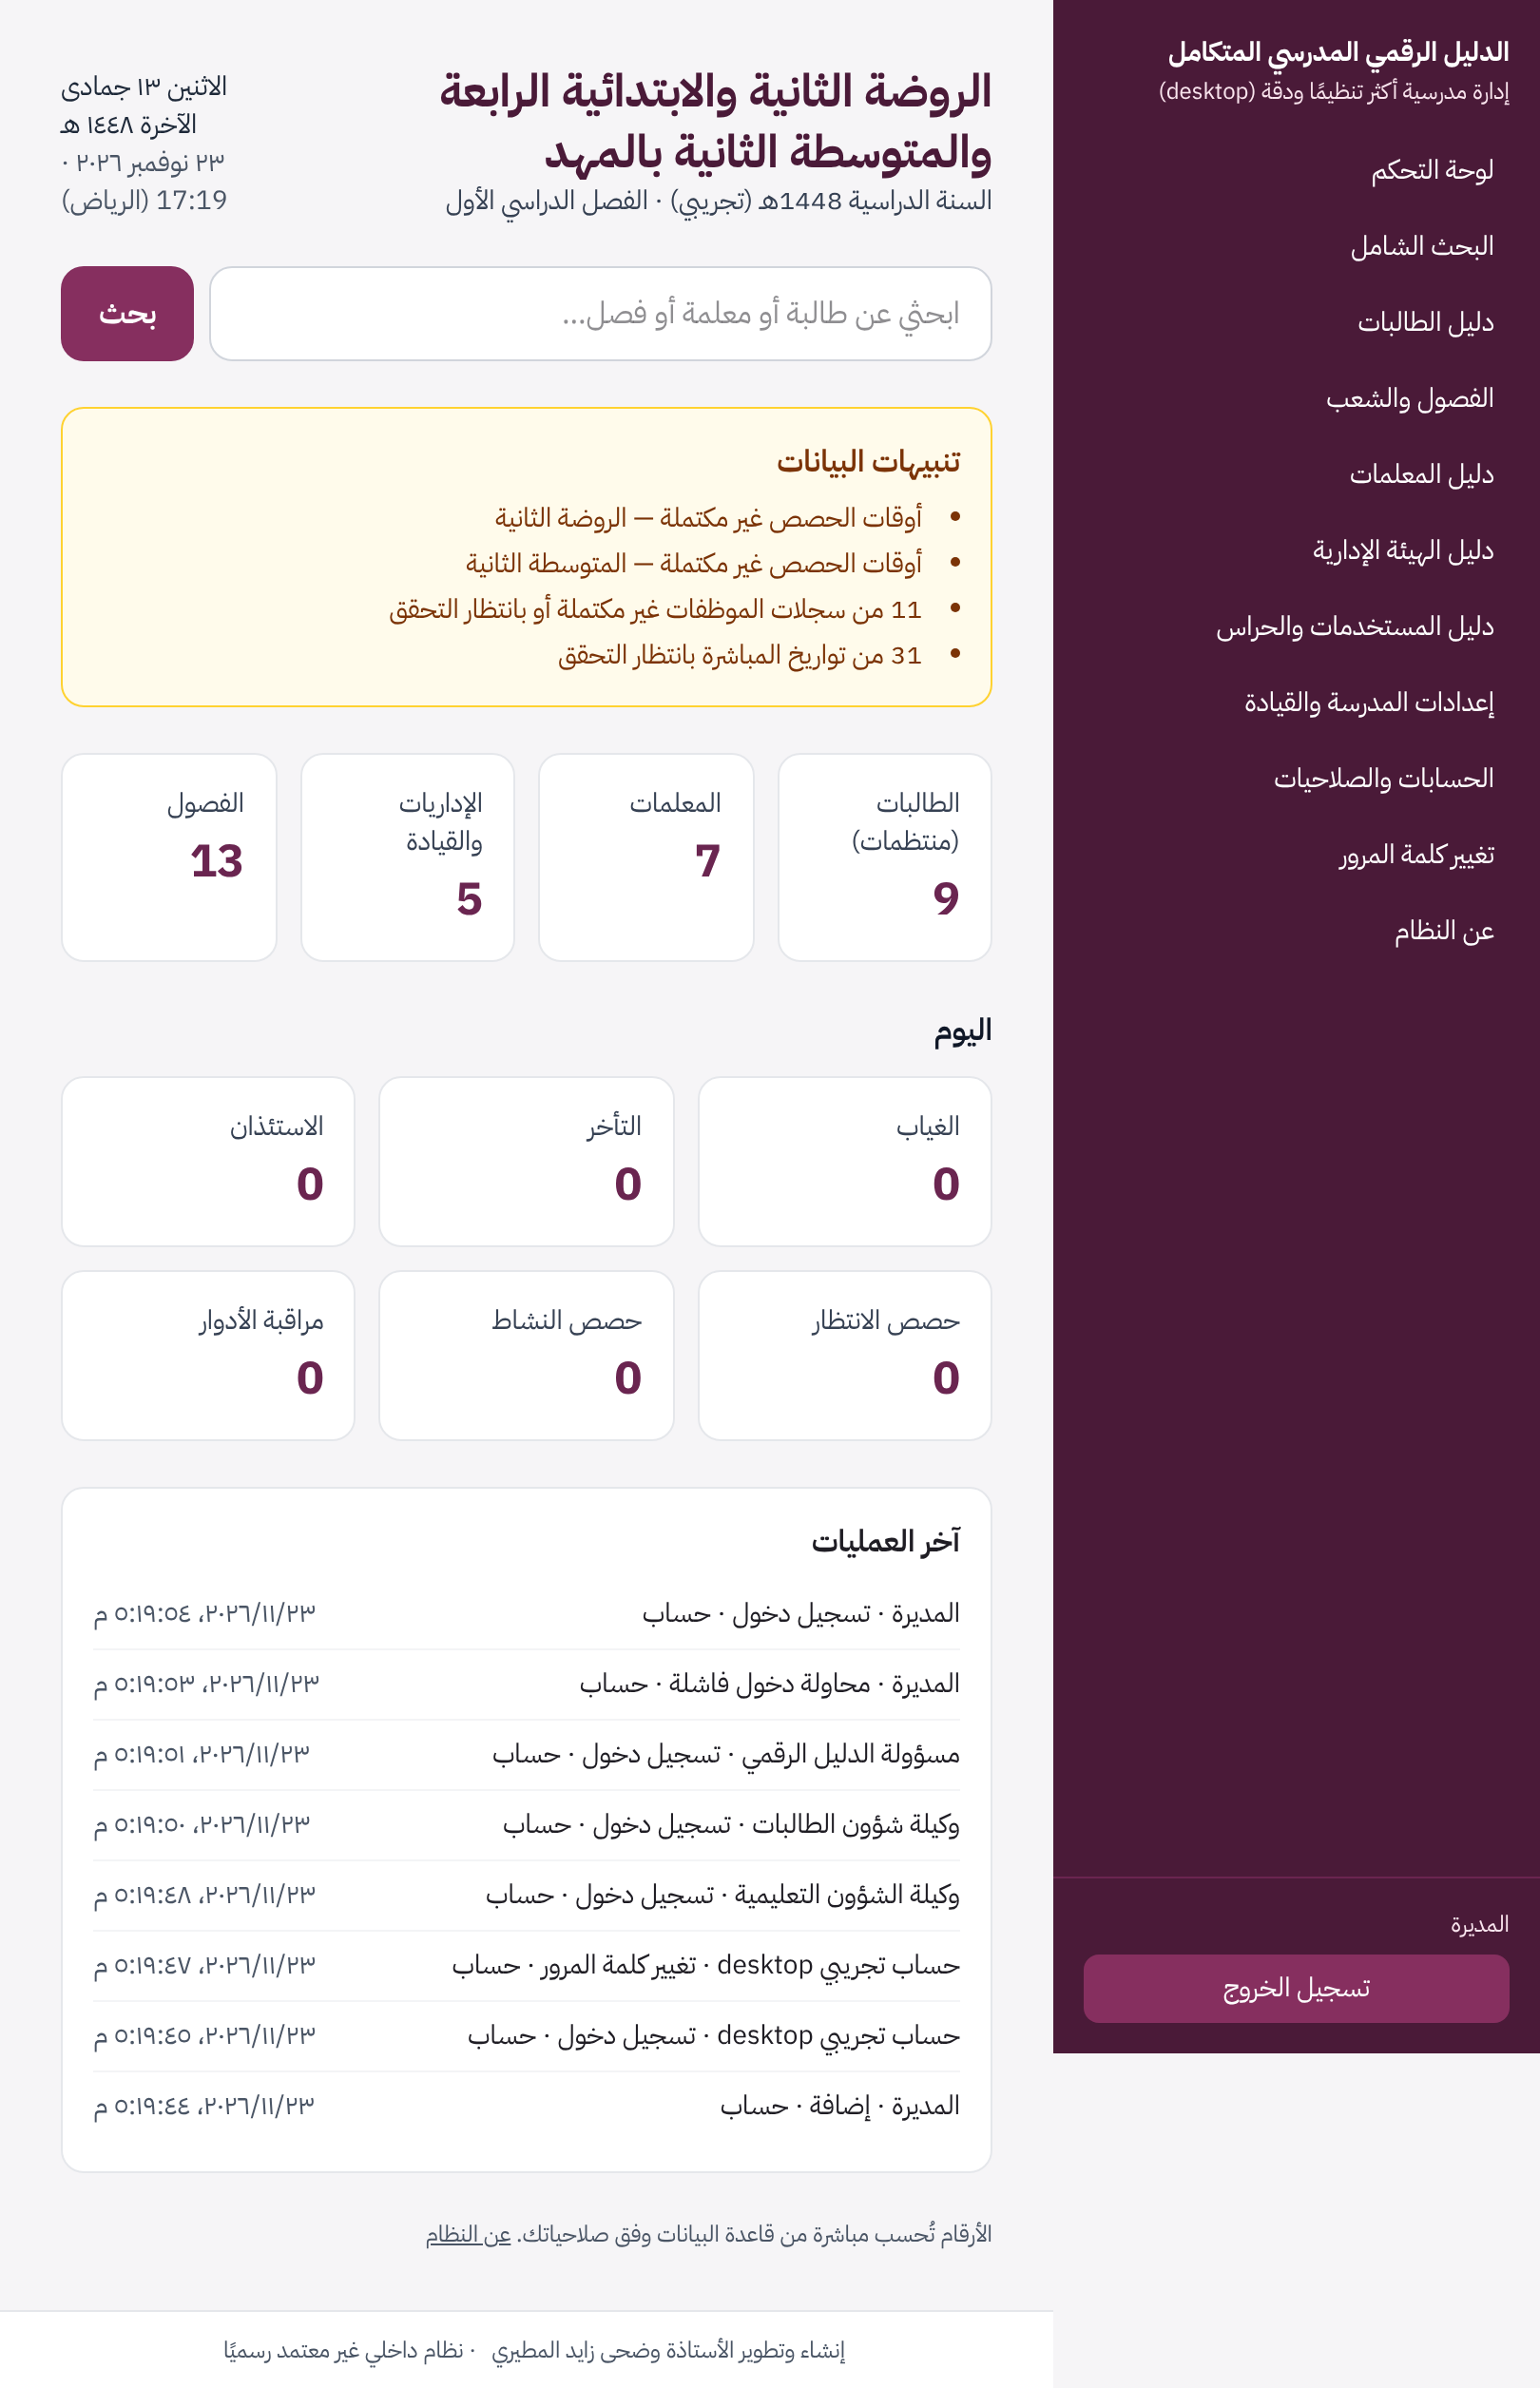 الدليل الرقمي المدرسي المتكامل
إدارة مدرسية أكثر تنظيمًا ودقة (desktop)
لوحة التحكم
البحث الشامل
دليل الطالبات
الفصول والشعب
دليل المعلمات
دليل الهيئة الإدارية
دليل المستخدمات والحراس
إعدادات المدرسة والقيادة
الحسابات والصلاحيات
تغيير كلمة المرور
عن النظام
المديرة
تسجيل الخروج
الروضة الثانية والابتدائية الرابعة
والمتوسطة الثانية بالمهد
السنة الدراسية 1448هـ (تجريبي) · الفصل الدراسي الأول
الاثنين ١٣ جمادى
الآخرة ١٤٤٨ هـ
٢٣ نوفمبر ٢٠٢٦ ·
17:19 (الرياض)
ابحثي عن طالبة أو معلمة أو فصل...
بحث
تنبيهات البيانات
• أوقات الحصص غير مكتملة — الروضة الثانية
• أوقات الحصص غير مكتملة — المتوسطة الثانية
• 11 من سجلات الموظفات غير مكتملة أو بانتظار التحقق
• 31 من تواريخ المباشرة بانتظار التحقق
الطالبات
(منتظمات)
9
المعلمات
7
الإداريات
والقيادة
5
الفصول
13
اليوم
الغياب
0
التأخر
0
الاستئذان
0
حصص الانتظار
0
حصص النشاط
0
مراقبة الأدوار
0
آخر العمليات
المديرة · تسجيل دخول · حساب ٢٠٢٦/١١/٢٣، ٥:١٩:٥٤ م
المديرة · محاولة دخول فاشلة · حساب ٢٠٢٦/١١/٢٣، ٥:١٩:٥٣ م
مسؤولة الدليل الرقمي · تسجيل دخول · حساب ٢٠٢٦/١١/٢٣، ٥:١٩:٥١ م
وكيلة شؤون الطالبات · تسجيل دخول · حساب ٢٠٢٦/١١/٢٣، ٥:١٩:٥٠ م
وكيلة الشؤون التعليمية · تسجيل دخول · حساب ٢٠٢٦/١١/٢٣، ٥:١٩:٤٨ م
حساب تجريبي desktop · تغيير كلمة المرور · حساب ٢٠٢٦/١١/٢٣، ٥:١٩:٤٧ م
حساب تجريبي desktop · تسجيل دخول · حساب ٢٠٢٦/١١/٢٣، ٥:١٩:٤٥ م
المديرة · إضافة · حساب ٢٠٢٦/١١/٢٣، ٥:١٩:٤٤ م
الأرقام تُحسب مباشرة من قاعدة البيانات وفق صلاحياتك. عن النظام
إنشاء وتطوير الأستاذة وضحى زايد المطيري · نظام داخلي غير معتمد رسميًا